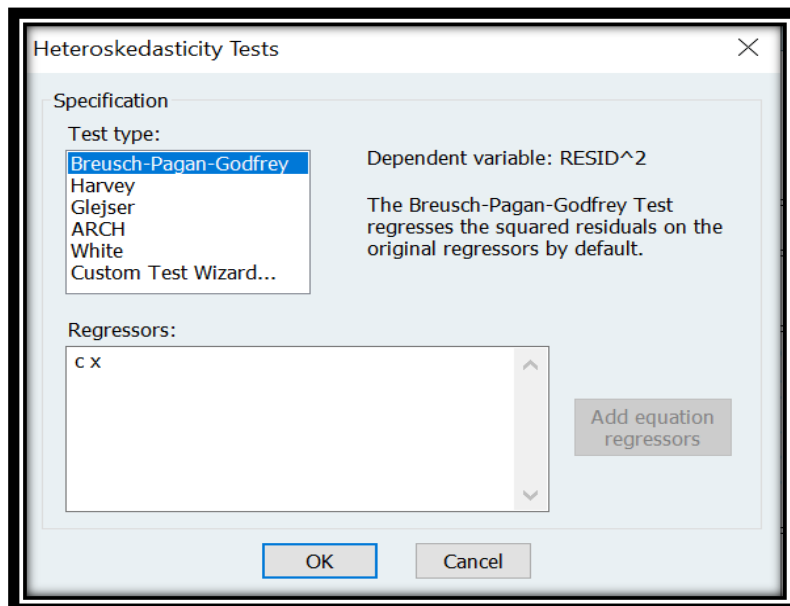 Heteroskedasticity Tests
Specification
Test type:
Breusch-Pagan-Godfrey
Harvey
Glejser
ARCH
White
Custom Test Wizard...
Dependent variable: RESID^2
The Breusch-Pagan-Godfrey Test
regresses the squared residuals on the
original regressors by default.
Regressors:
c x
Add equation
regressors
OK
Cancel